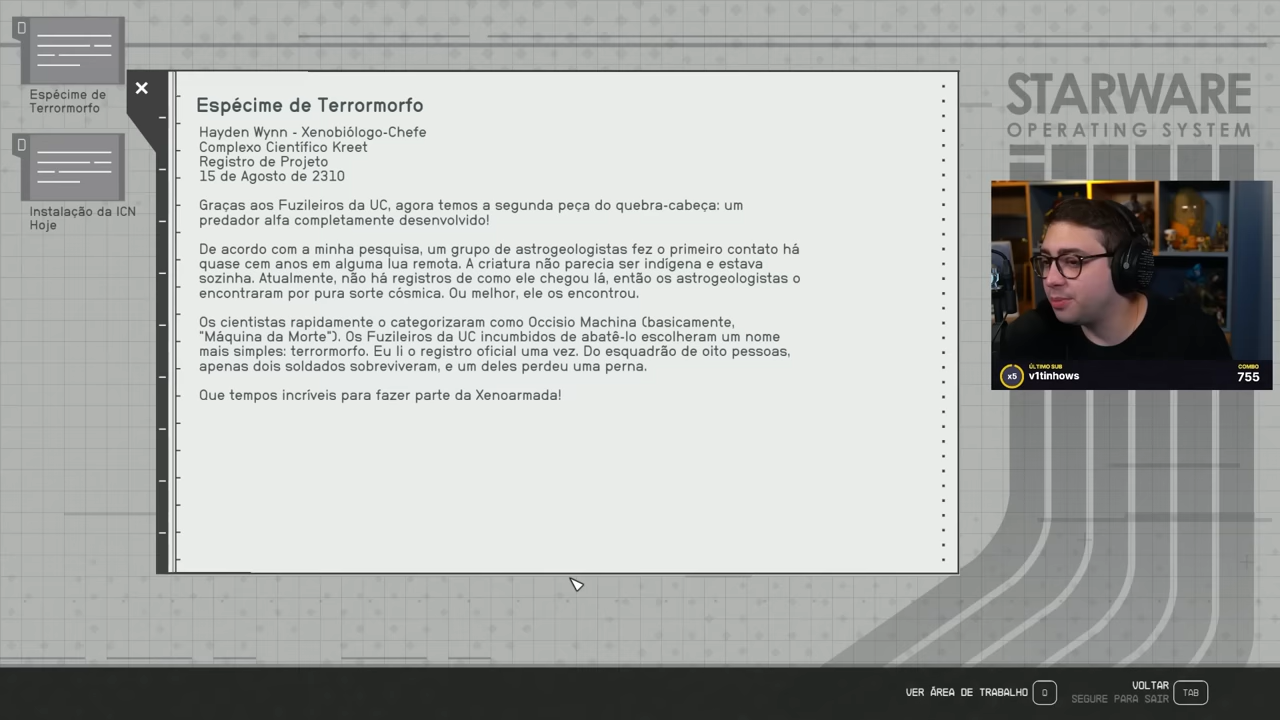 Espécime de
Terrormorfo
Instalação da ICN
Hoje
Espécime de Terrormorfo
Hayden Wynn - Xenobiólogo-Chefe
Complexo Científico Kreet
Registro de Projeto
15 de Agosto de 2310
Graças aos Fuzileiros da UC, agora temos a segunda peça do quebra-cabeça: um
predador alfa completamente desenvolvido!
De acordo com a minha pesquisa, um grupo de astrogeologistas fez o primeiro contato há
quase cem anos em alguma lua remota. A criatura não parecia ser indígena e estava
sozinha. Atualmente, não há registros de como ele chegou lá, então os astrogeologistas o
encontraram por pura sorte cósmica. Ou melhor, ele os encontrou.
Os cientistas rapidamente o categorizaram como Occisio Machina (basicamente,
"Máquina da Morte"). Os Fuzileiros da UC incumbidos de abatê-lo escolheram um nome
mais simples: terrormorfo. Eu li o registro oficial uma vez. Do esquadrão de oito pessoas,
apenas dois soldados sobreviveram, e um deles perdeu uma perna.
Que tempos incríveis para fazer parte da Xenoarmada!
STARWARE
OPERATING SYSTEM
x5
ÚLTIMO SUB
v1tinhows
COMBO
755
VER ÁREA DE TRABALHO Q
VOLTAR
SEGURE PARA SAIR TAB